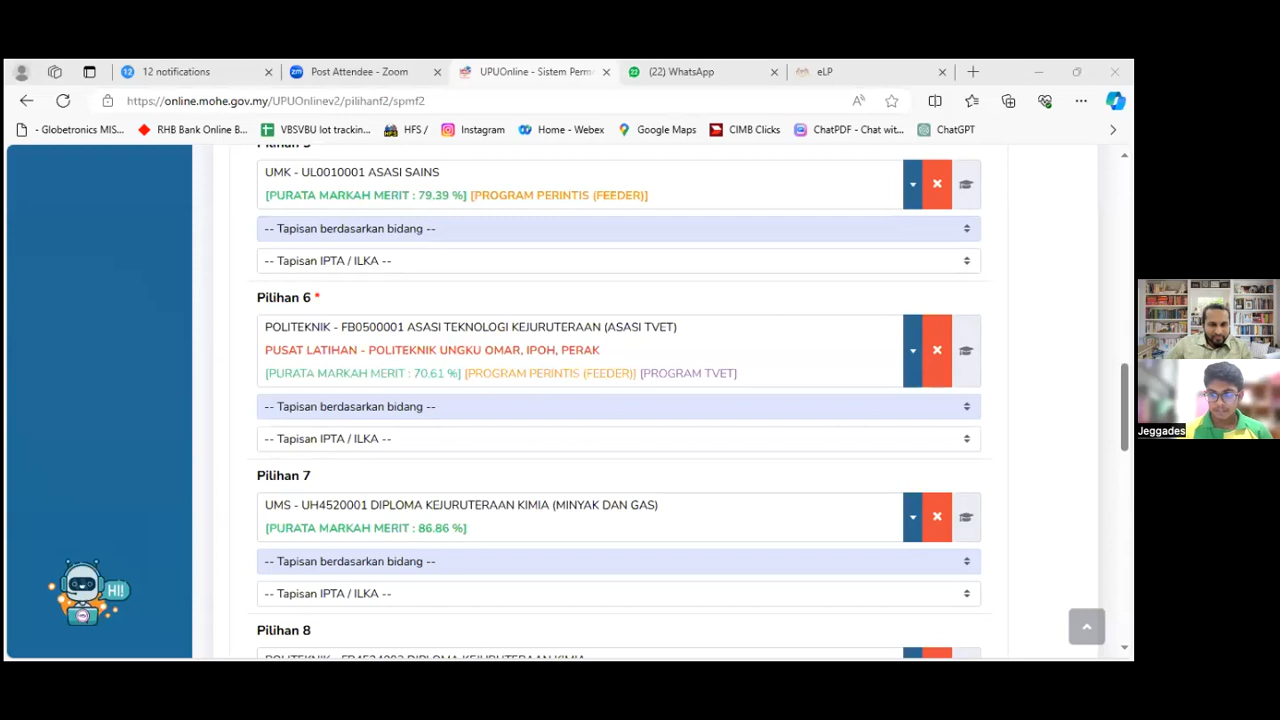 12 notifications
Post Attendee - Zoom
UPUOnline - Sistem Perm
(22) WhatsApp
eLP
https://online.mohe.gov.my/UPUOnlinev2/pilihanf2/spmf2
- Globetronics MIS...
RHB Bank Online B...
VBSVBU lot trackin...
HFS /
Instagram
Home - Webex
Google Maps
CIMB Clicks
ChatPDF - Chat wit...
ChatGPT
UMK - UL0010001 ASASI SAINS
[PURATA MARKAH MERIT : 79.39 %] [PROGRAM PERINTIS (FEEDER)]
-- Tapisan berdasarkan bidang --
-- Tapisan IPTA / ILKA --
Pilihan 6 *
POLITEKNIK - FB0500001 ASASI TEKNOLOGI KEJURUTERAAN (ASASI TVET)
PUSAT LATIHAN - POLITEKNIK UNGKU OMAR, IPOH, PERAK
[PURATA MARKAH MERIT : 70.61 %] [PROGRAM PERINTIS (FEEDER)] [PROGRAM TVET]
-- Tapisan berdasarkan bidang --
-- Tapisan IPTA / ILKA --
Pilihan 7
UMS - UH4520001 DIPLOMA KEJURUTERAAN KIMIA (MINYAK DAN GAS)
[PURATA MARKAH MERIT : 86.86 %]
-- Tapisan berdasarkan bidang --
-- Tapisan IPTA / ILKA --
Pilihan 8
HI!
Jeggades